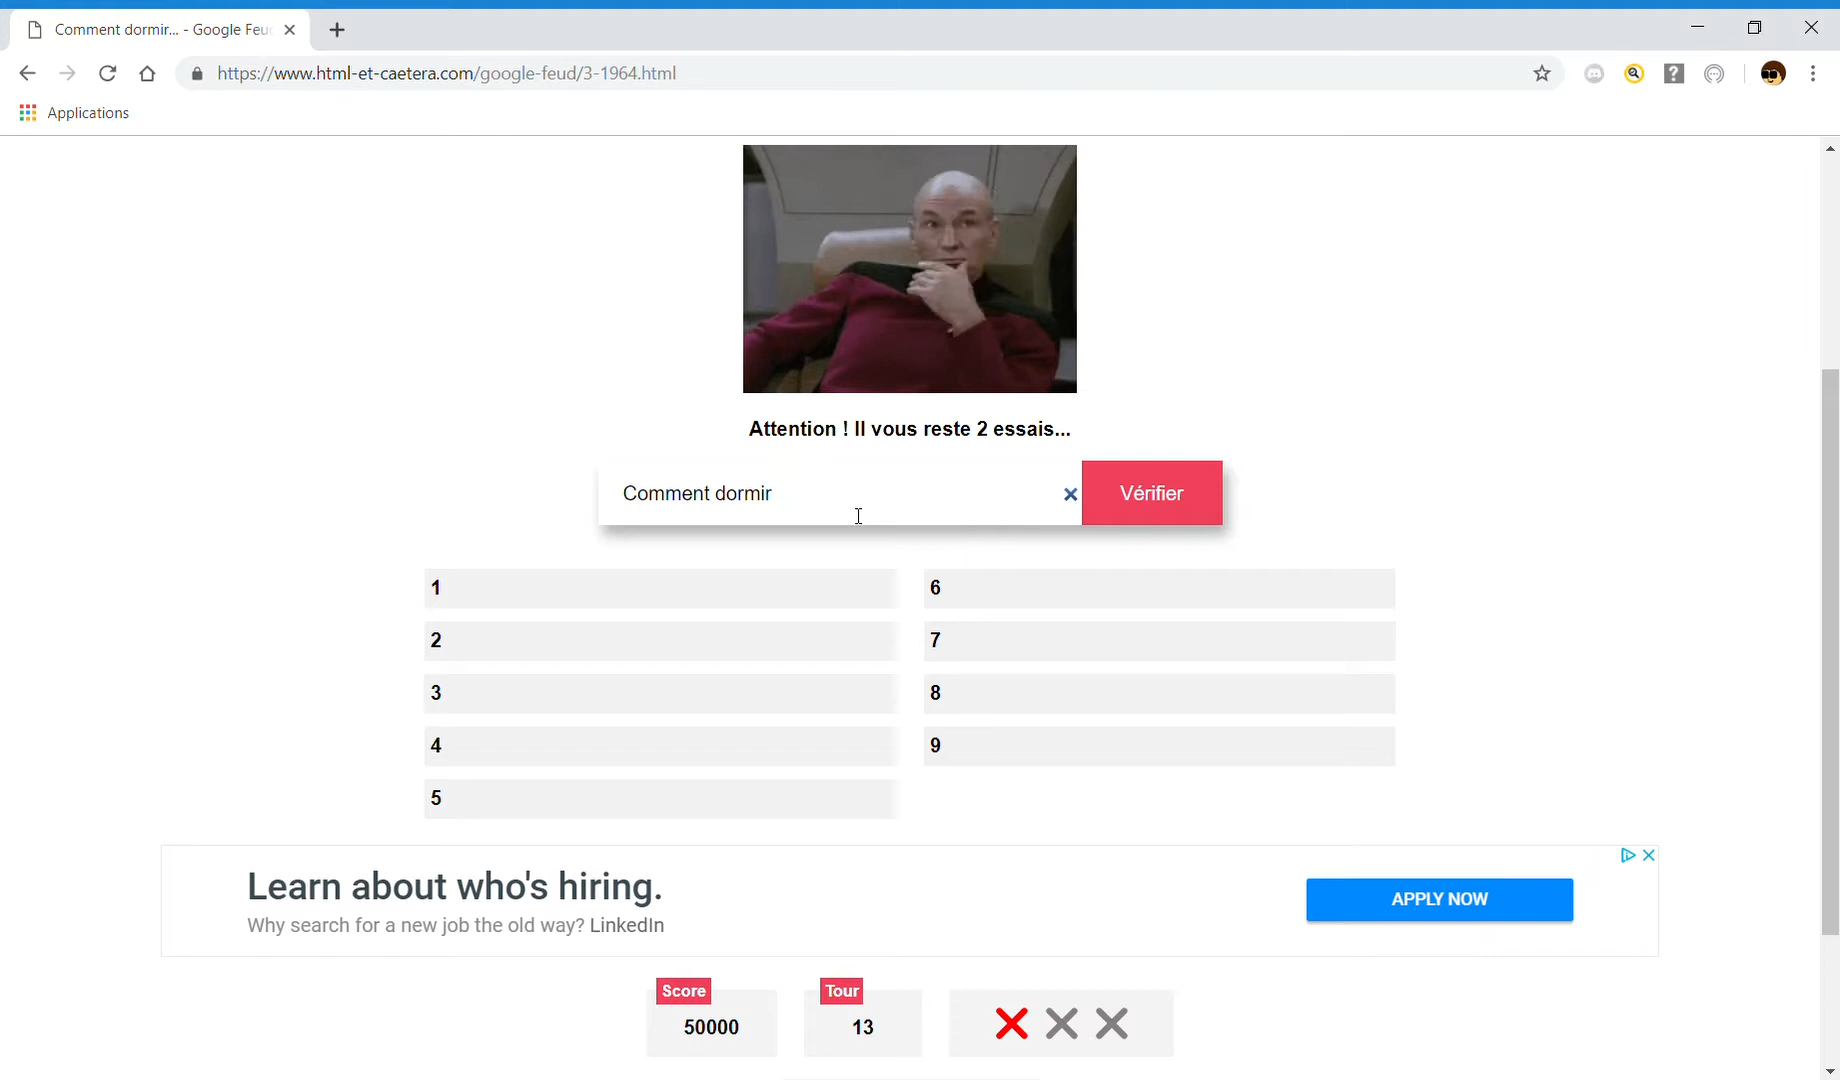 Comment dormir... - Google Feu
https://www.html-et-caetera.com/google-feud/3-1964.html
Applications
Attention ! Il vous reste 2 essais...
Comment dormir
Vérifier
1
2
3
4
5
6
7
8
9
Learn about who's hiring.
Why search for a new job the old way? LinkedIn
APPLY NOW
Score
50000
Tour
13